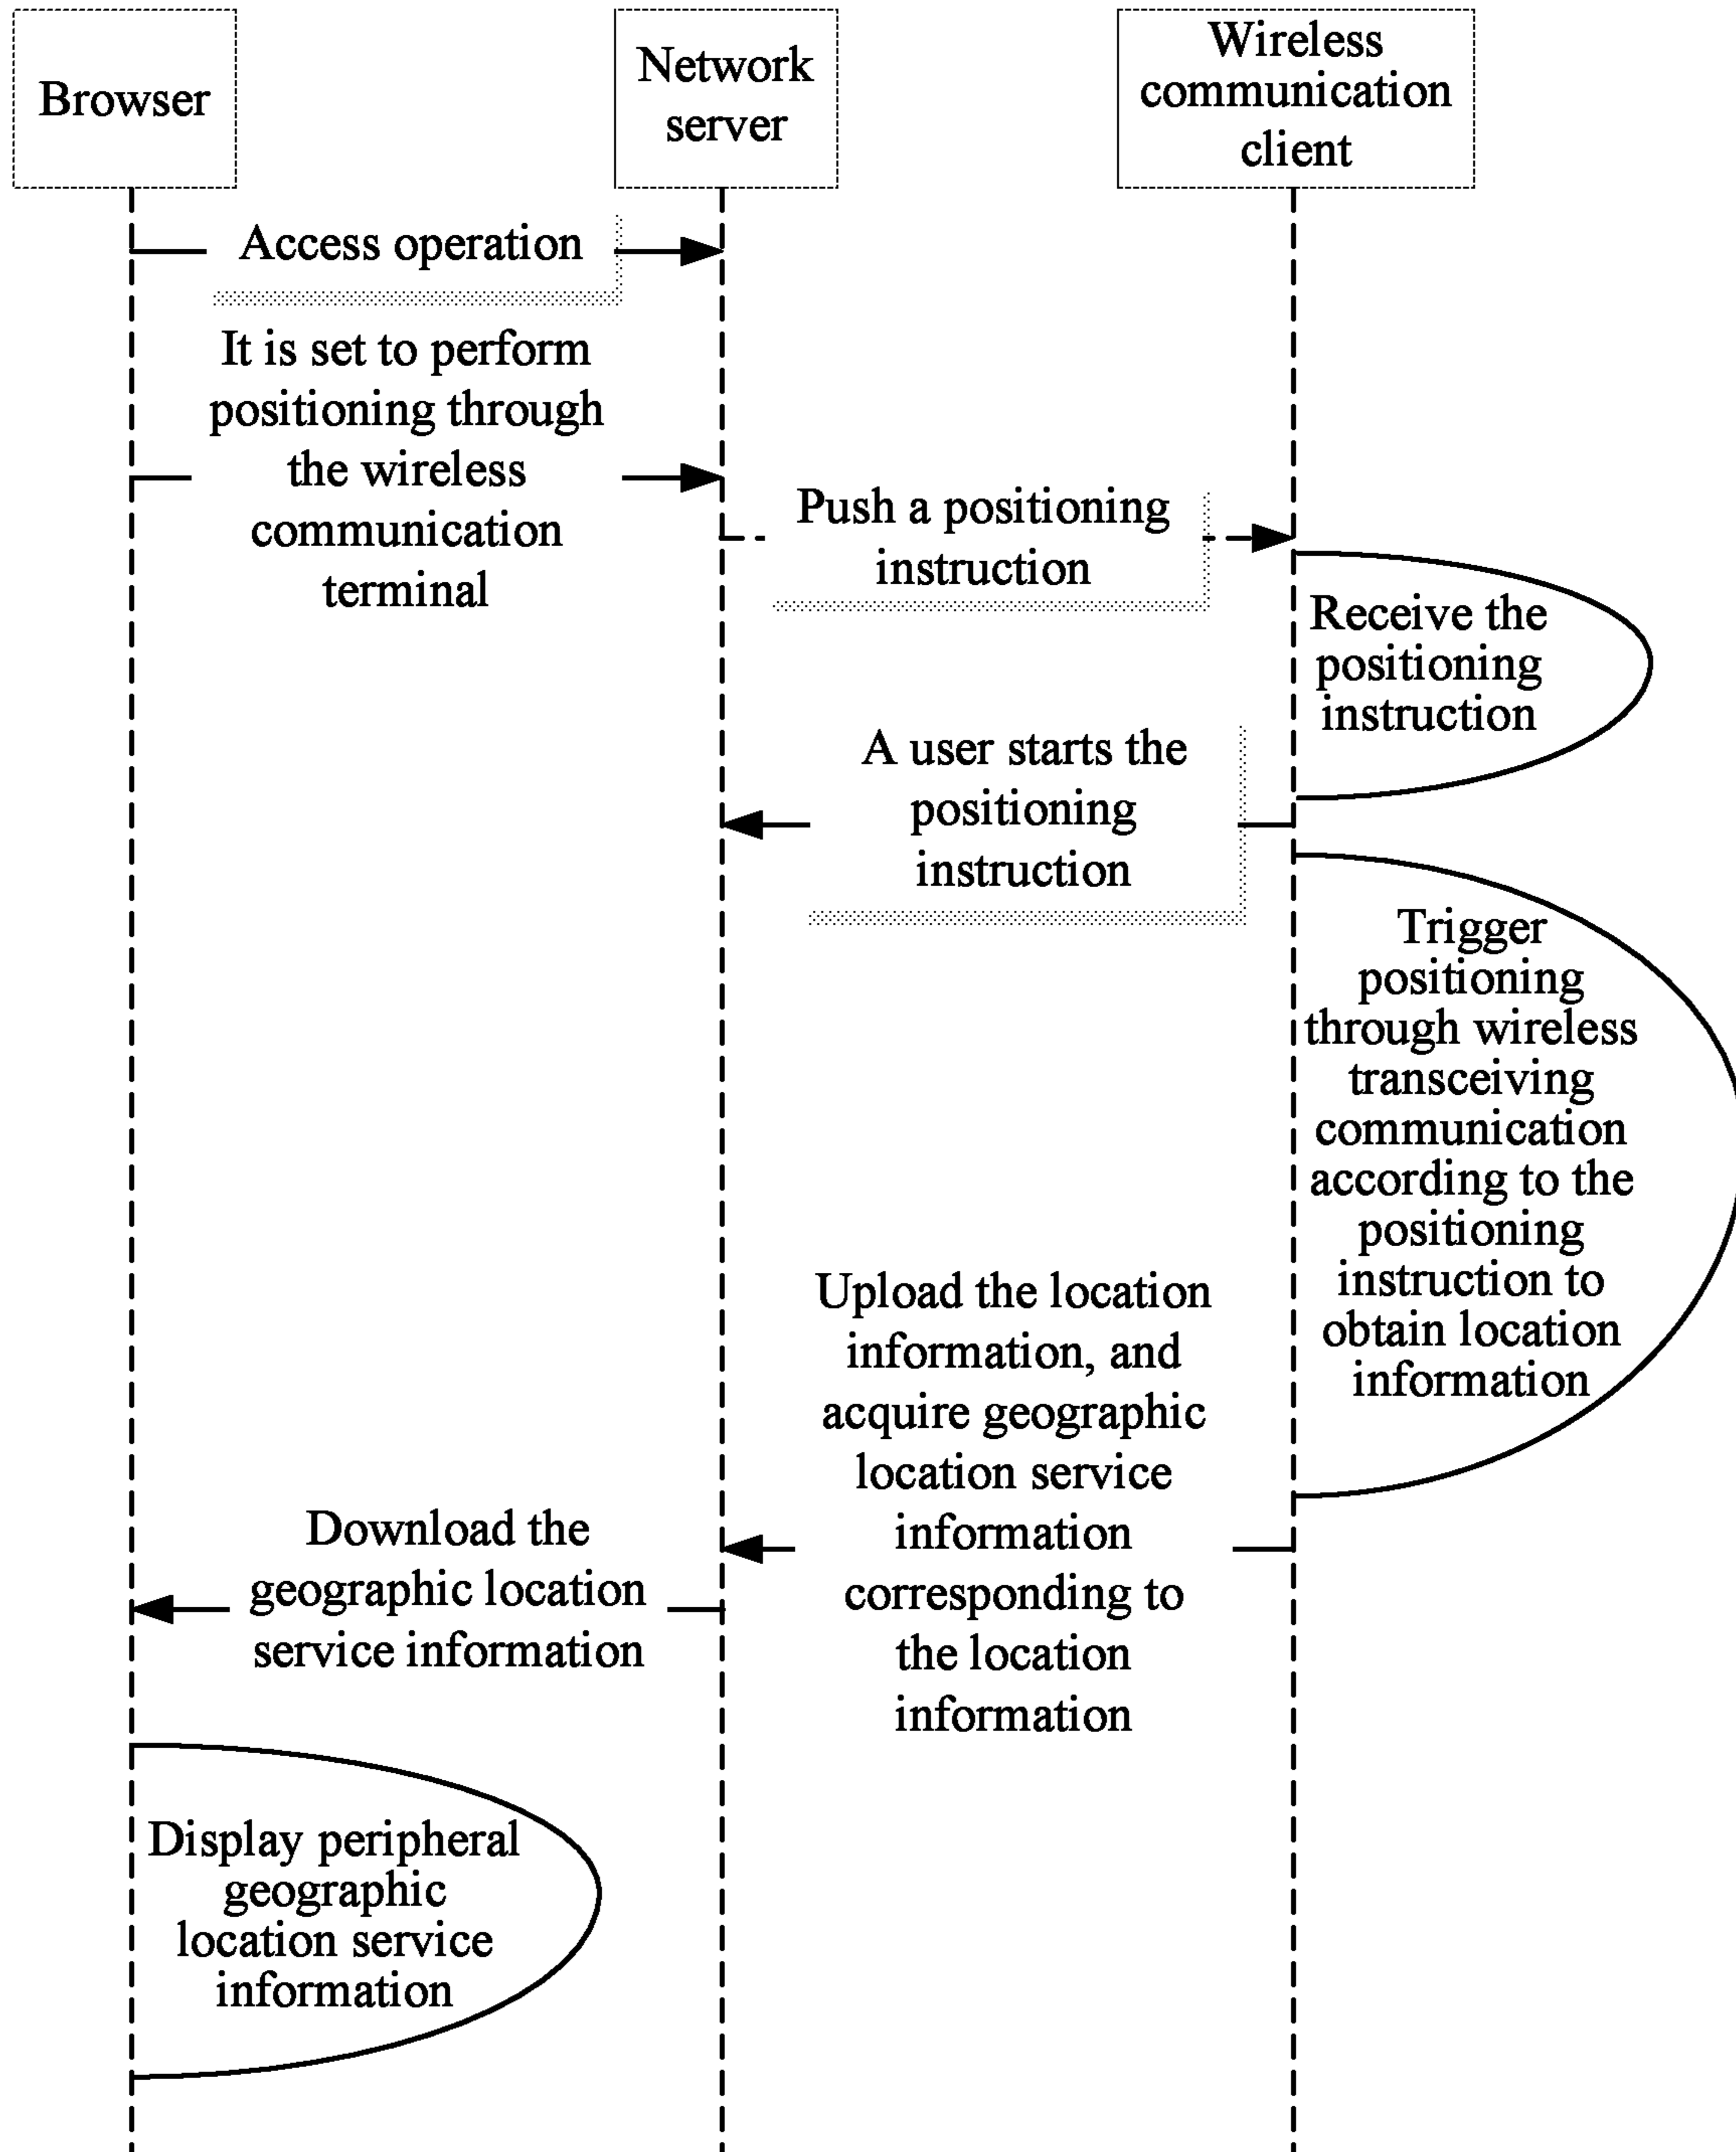 Browser
Network
server
Wireless
communication
client
Access operation
It is set to perform
positioning through
the wireless
communication
terminal
Push a positioning
instruction
Receive the
positioning
instruction
A user starts the
positioning
instruction
Trigger
positioning
through wireless
transceiving
communication
according to the
positioning
instruction to
obtain location
information
Upload the location
information, and
acquire geographic
location service
information
corresponding to
the location
information
Download the
geographic location
service information
Display peripheral
geographic
location service
information